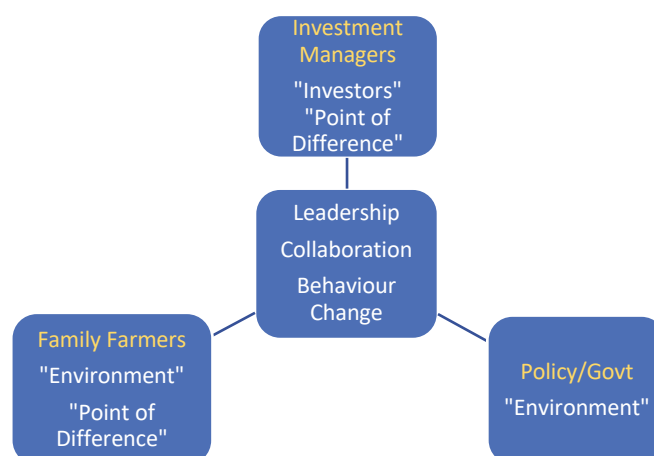 Investment
Managers
"Investors"
"Point of
Difference"
Leadership
Collaboration
Behaviour
Change
Family Farmers
"Environment"
"Point of
Difference"
Policy/Govt
"Environment"